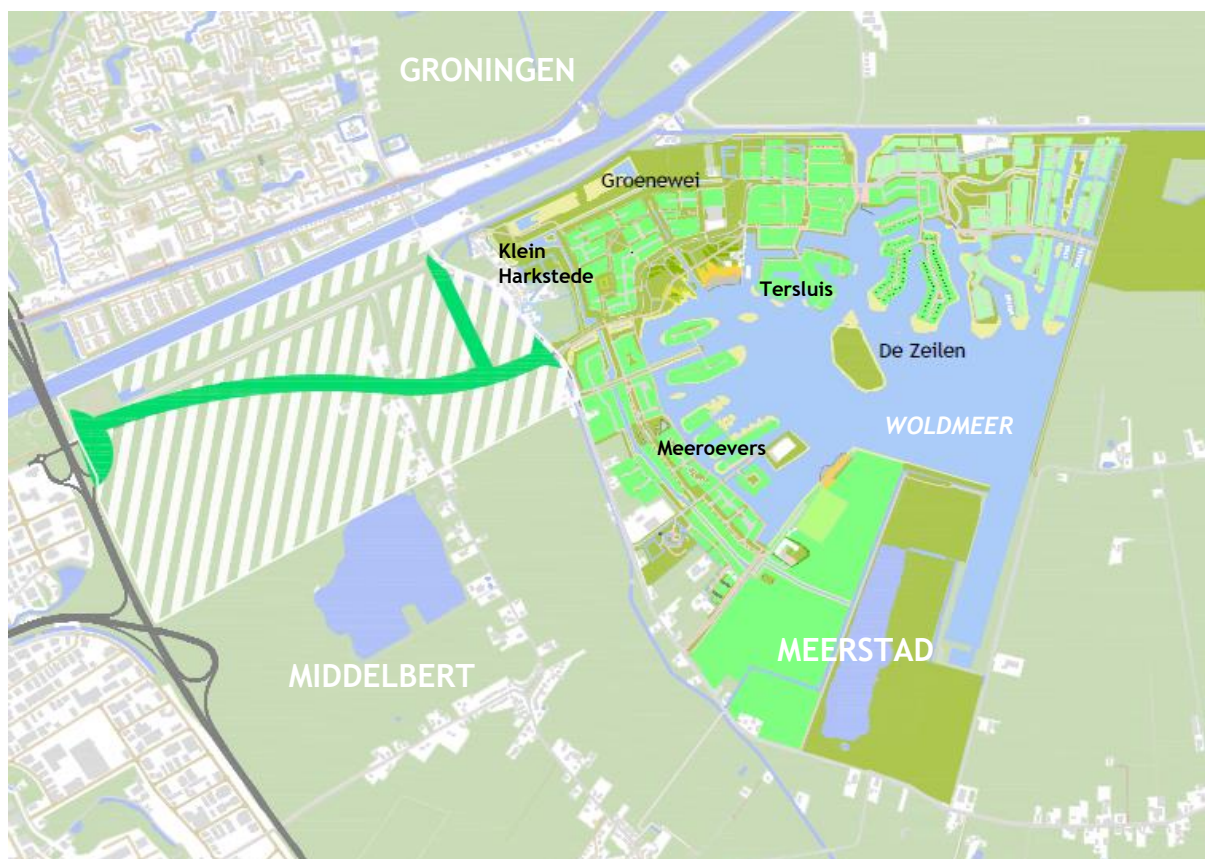 GRONINGEN
Groenewei
Klein
Harkstede
Tersluis
De Zeilen
WOLDMEER
Meeroevers
MEERSTAD
MIDDELBERT